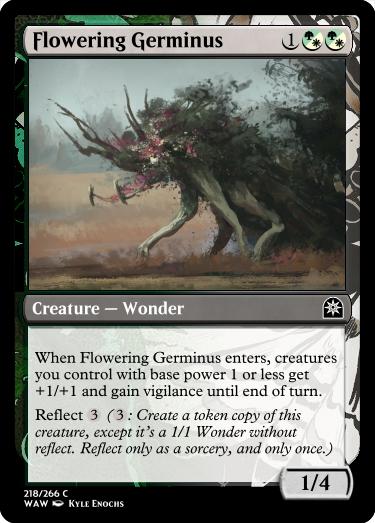 Flowering Germinus 1
Creature — Wonder
When Flowering Germinus enters, creatures
you control with base power 1 or less get
+1/+1 and gain vigilance until end of turn.
Reflect 3 (3: Create a token copy of this
creature, except it's a 1/1 Wonder without
reflect. Reflect only as a sorcery, and only once.)
1/4
218/266 C
WAW Kyle Enochs